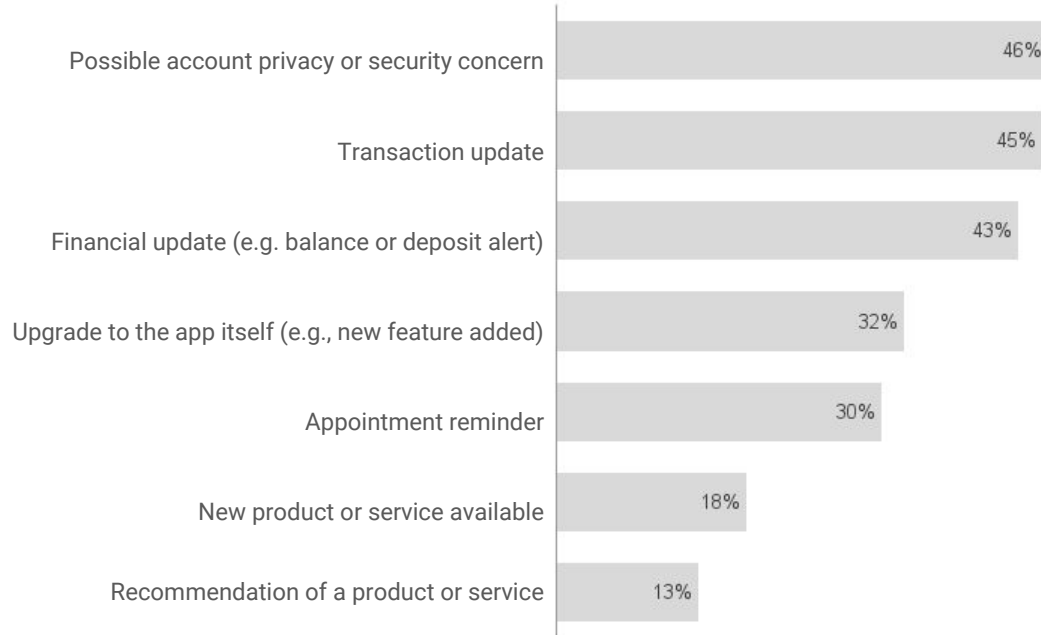 Possible account privacy or security concern 46%
Transaction update 45%
Financial update (e.g. balance or deposit alert) 43%
Upgrade to the app itself (e.g., new feature added) 32%
Appointment reminder 30%
New product or service available 18%
Recommendation of a product or service 13%